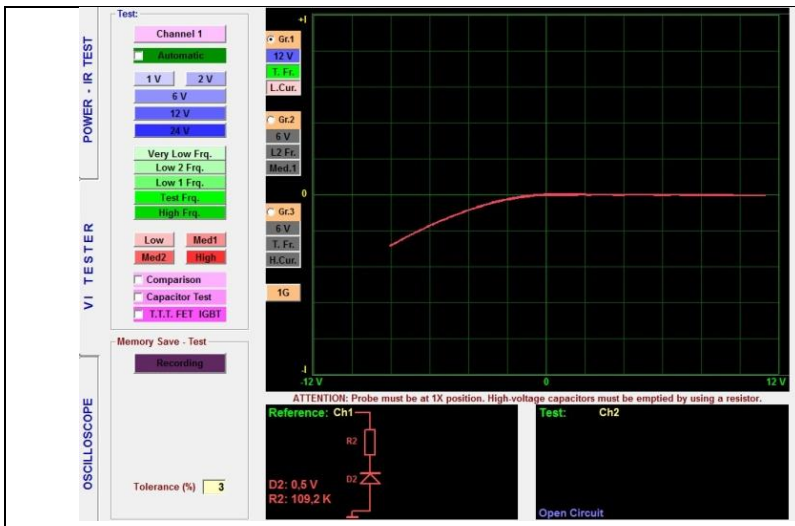 POWER - IR TEST
VI TESTER
OSCILLOSCOPE
Test:
Channel 1
Automatic
1 V
2 V
6 V
12 V
24 V
Very Low Frq.
Low 2 Frq.
Low 1 Frq.
Test Frq.
High Frq.
Low
Med1
Med2
High
Comparison
Capacitor Test
T.T.T. FET IGBT
Memory Save - Test
Recording
Tolerance (%) 3
+I
Gr.1
12 V
T. Fr.
L.Cur.
Gr.2
6 V
L2 Fr.
Med.1
0
Gr.3
6 V
T. Fr.
H.Cur.
1G
-I
-12 V
0
12 V
ATTENTION: Probe must be at 1X position. High-voltage capacitors must be emptied by using a resistor.
Reference: Ch1
R2
D2
D2: 0,5 V
R2: 109,2 K
Test: Ch2
Open Circuit